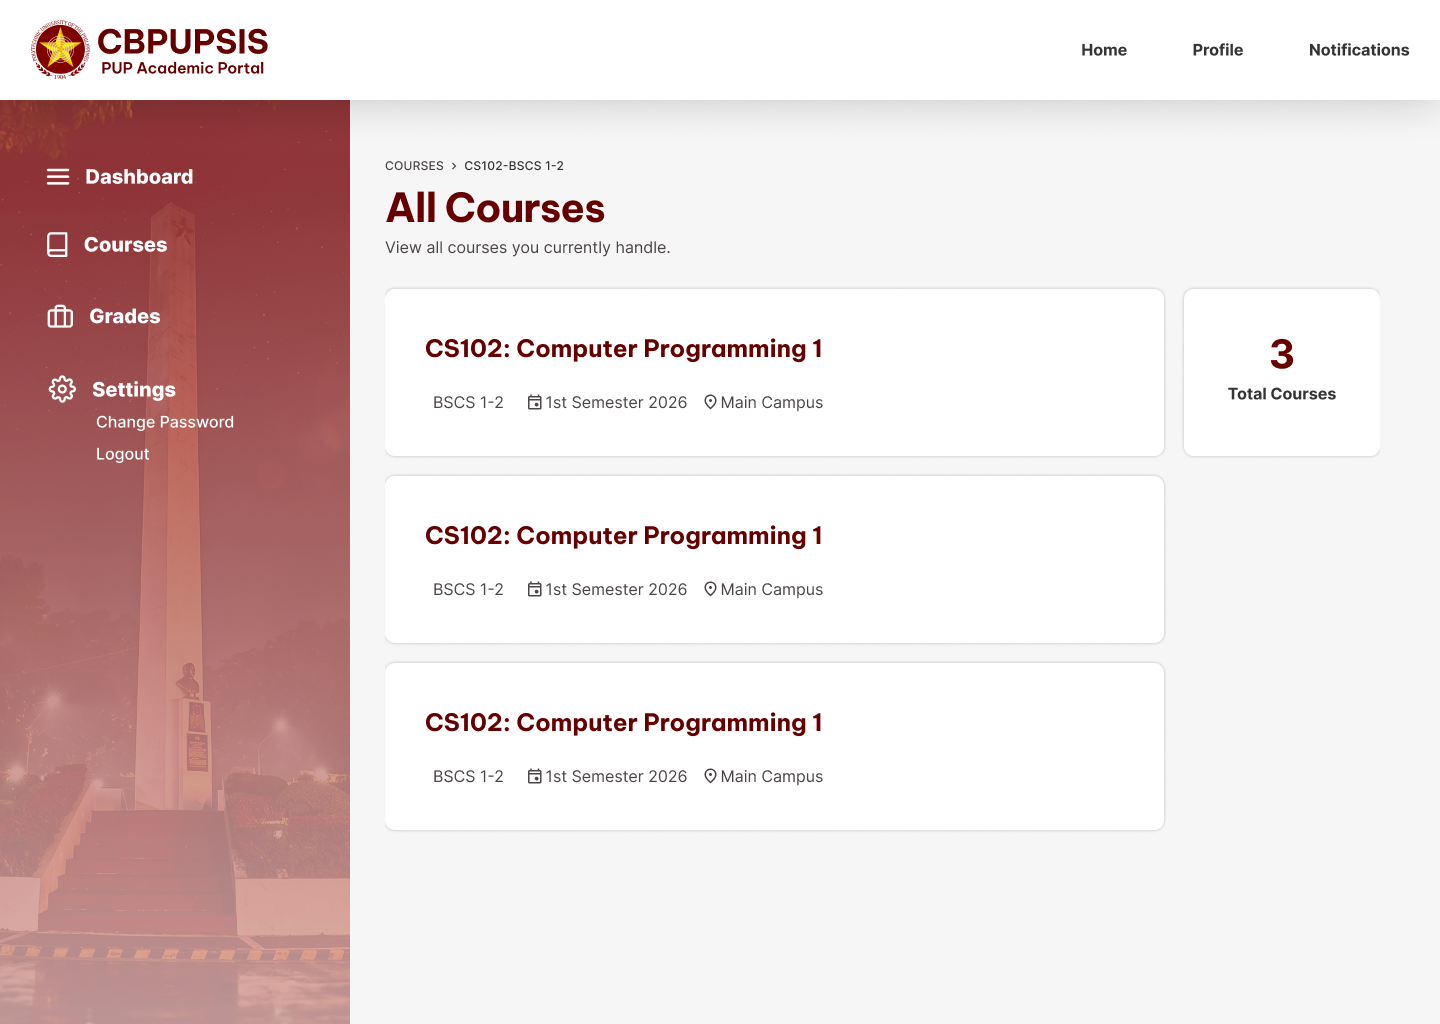 CBPUPSIS
PUP Academic Portal
1904
Home
Profile
Notifications
Dashboard
Courses
Grades
Settings
Change Password
Logout
COURSES > CS102-BSCS 1-2
All Courses
View all courses you currently handle.
CS102: Computer Programming 1
BSCS 1-2 1st Semester 2026 Main Campus
3
Total Courses
CS102: Computer Programming 1
BSCS 1-2 1st Semester 2026 Main Campus
CS102: Computer Programming 1
BSCS 1-2 1st Semester 2026 Main Campus